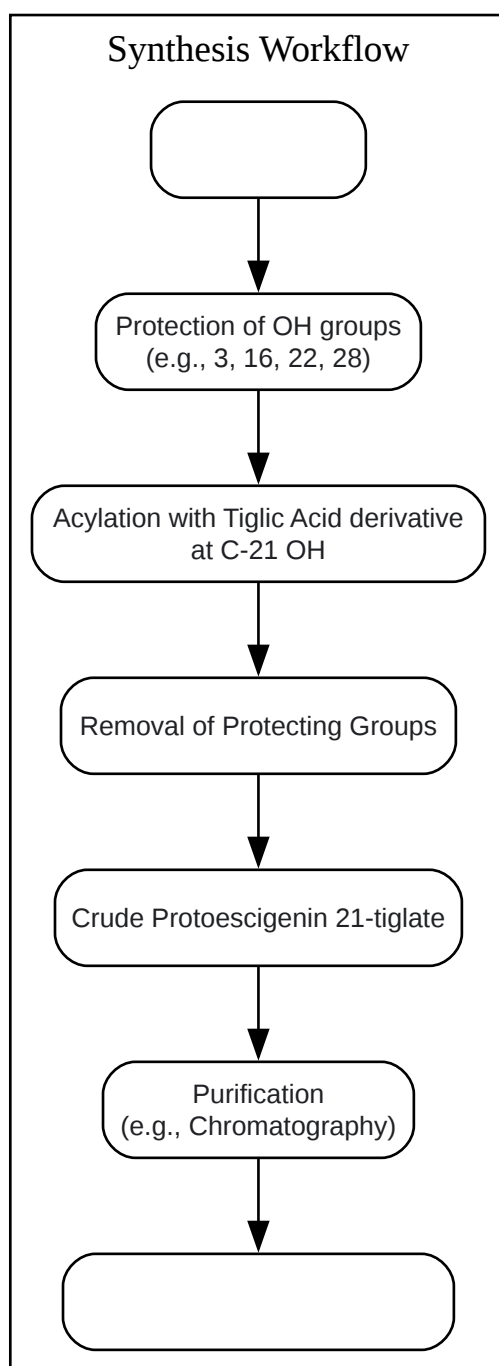 Synthesis Workflow
Protection of OH groups
(e.g., 3, 16, 22, 28)
Acylation with Tiglic Acid derivative
at C-21 OH
Removal of Protecting Groups
Crude Protoescigenin 21-tiglate
Purification
(e.g., Chromatography)